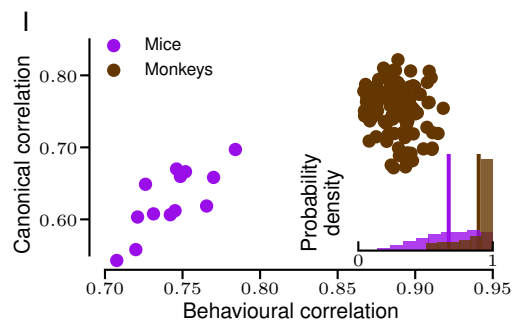 I
Mice
Monkeys
Canonical correlation
0.80
0.70
0.60
Probability
density
0
1
0.70
0.75
0.80
0.85
0.90
0.95
Behavioural correlation